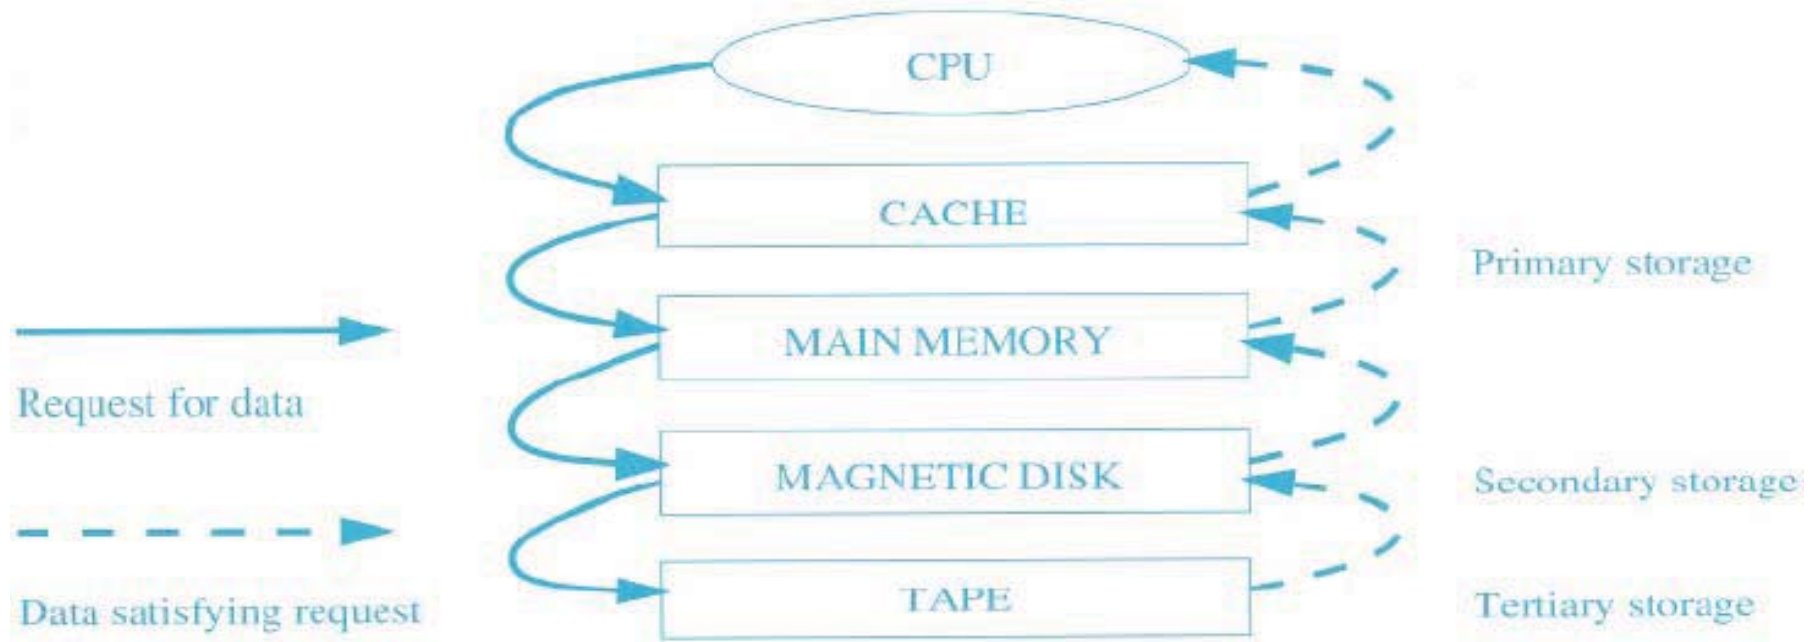 CPU
CACHE
Primary storage
MAIN MEMORY
Request for data
MAGNETIC DISK
Secondary storage
TAPE
Data satisfying request
Tertiary storage